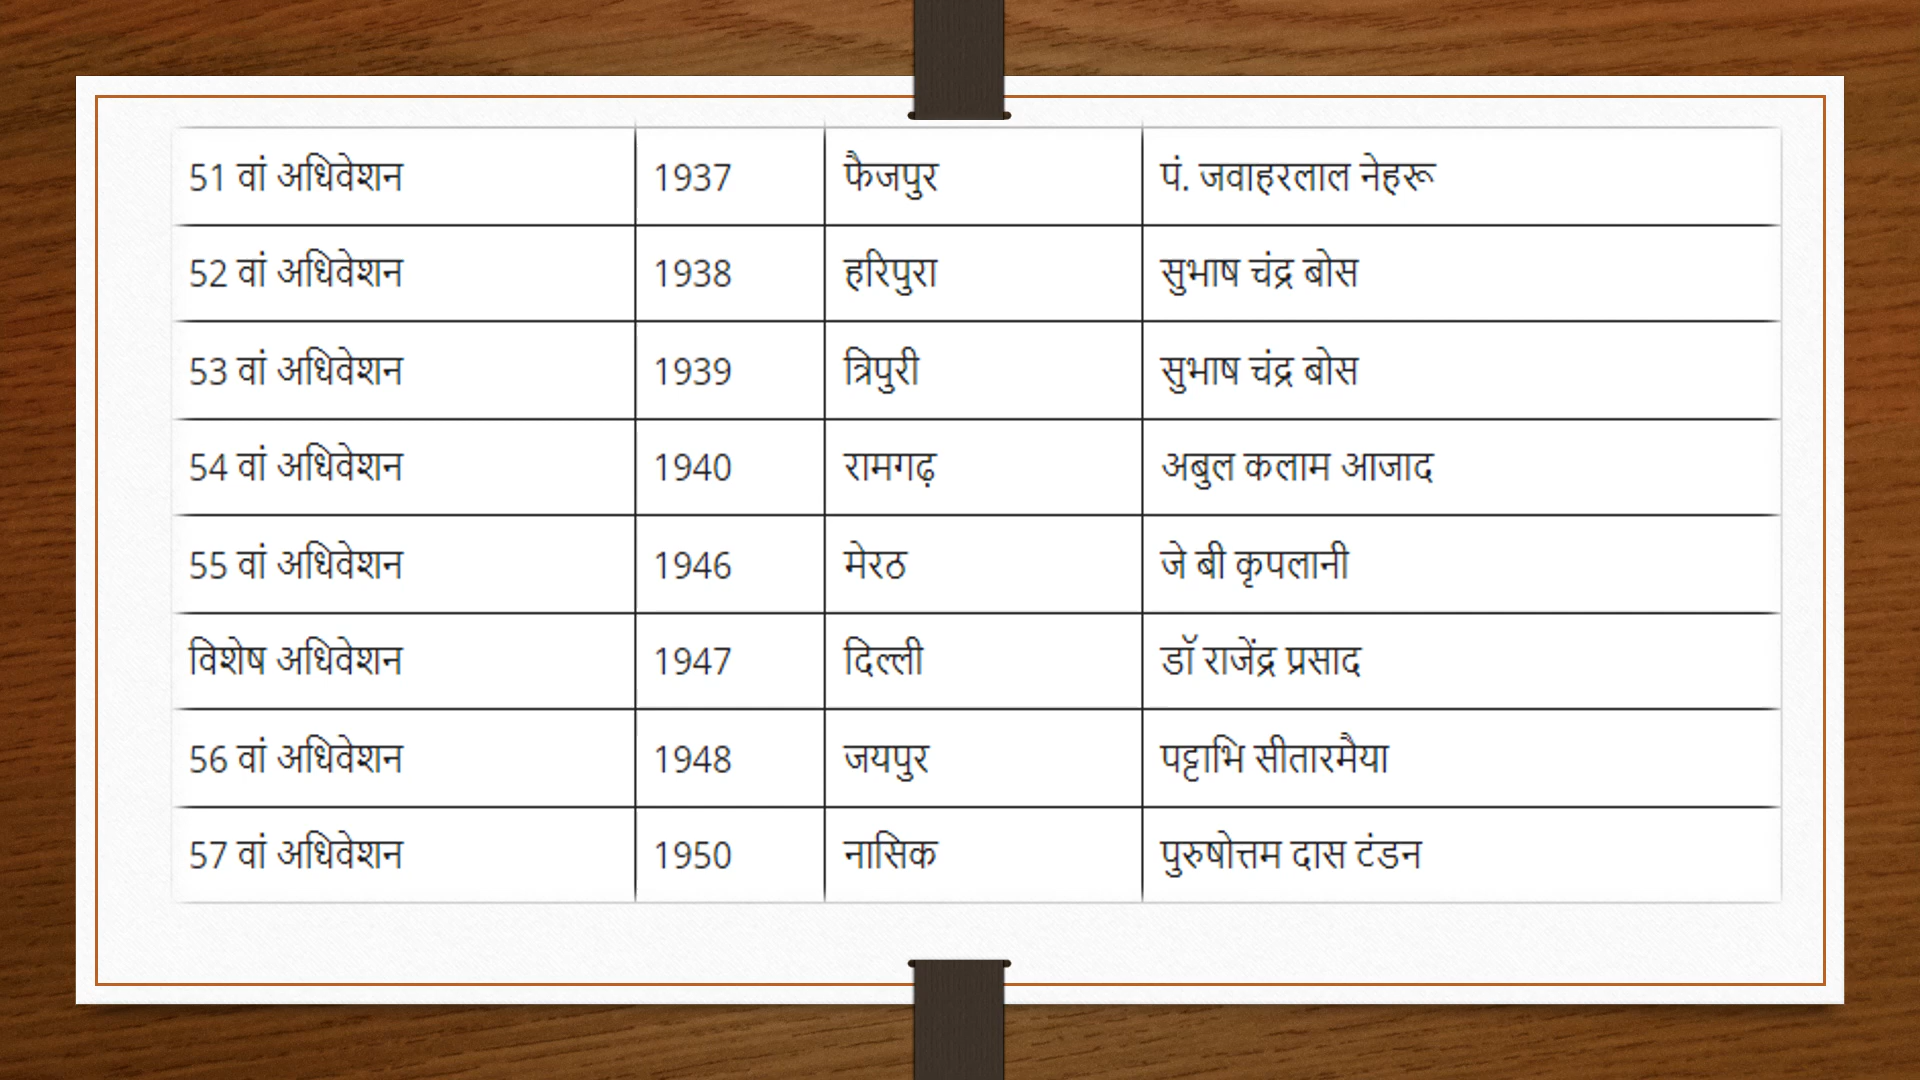 51 वां अधिवेशन 1937 फैजपुर पं. जवाहरलाल नेहरू
52 वां अधिवेशन 1938 हरिपुरा सुभाष चंद्र बोस
53 वां अधिवेशन 1939 त्रिपुरी सुभाष चंद्र बोस
54 वां अधिवेशन 1940 रामगढ़ अबुल कलाम आजाद
55 वां अधिवेशन 1946 मेरठ जे बी कृपलानी
विशेष अधिवेशन 1947 दिल्ली डॉ राजेंद्र प्रसाद
56 वां अधिवेशन 1948 जयपुर पट्टाभि सीतारमैया
57 वां अधिवेशन 1950 नासिक पुरुषोत्तम दास टंडन